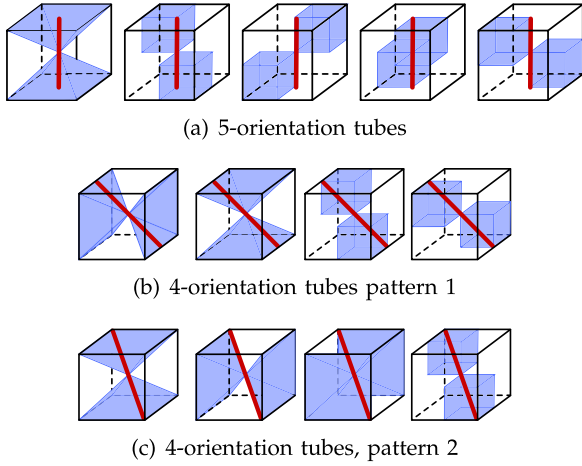 (a) 5-orientation tubes
(b) 4-orientation tubes pattern 1
(c) 4-orientation tubes, pattern 2